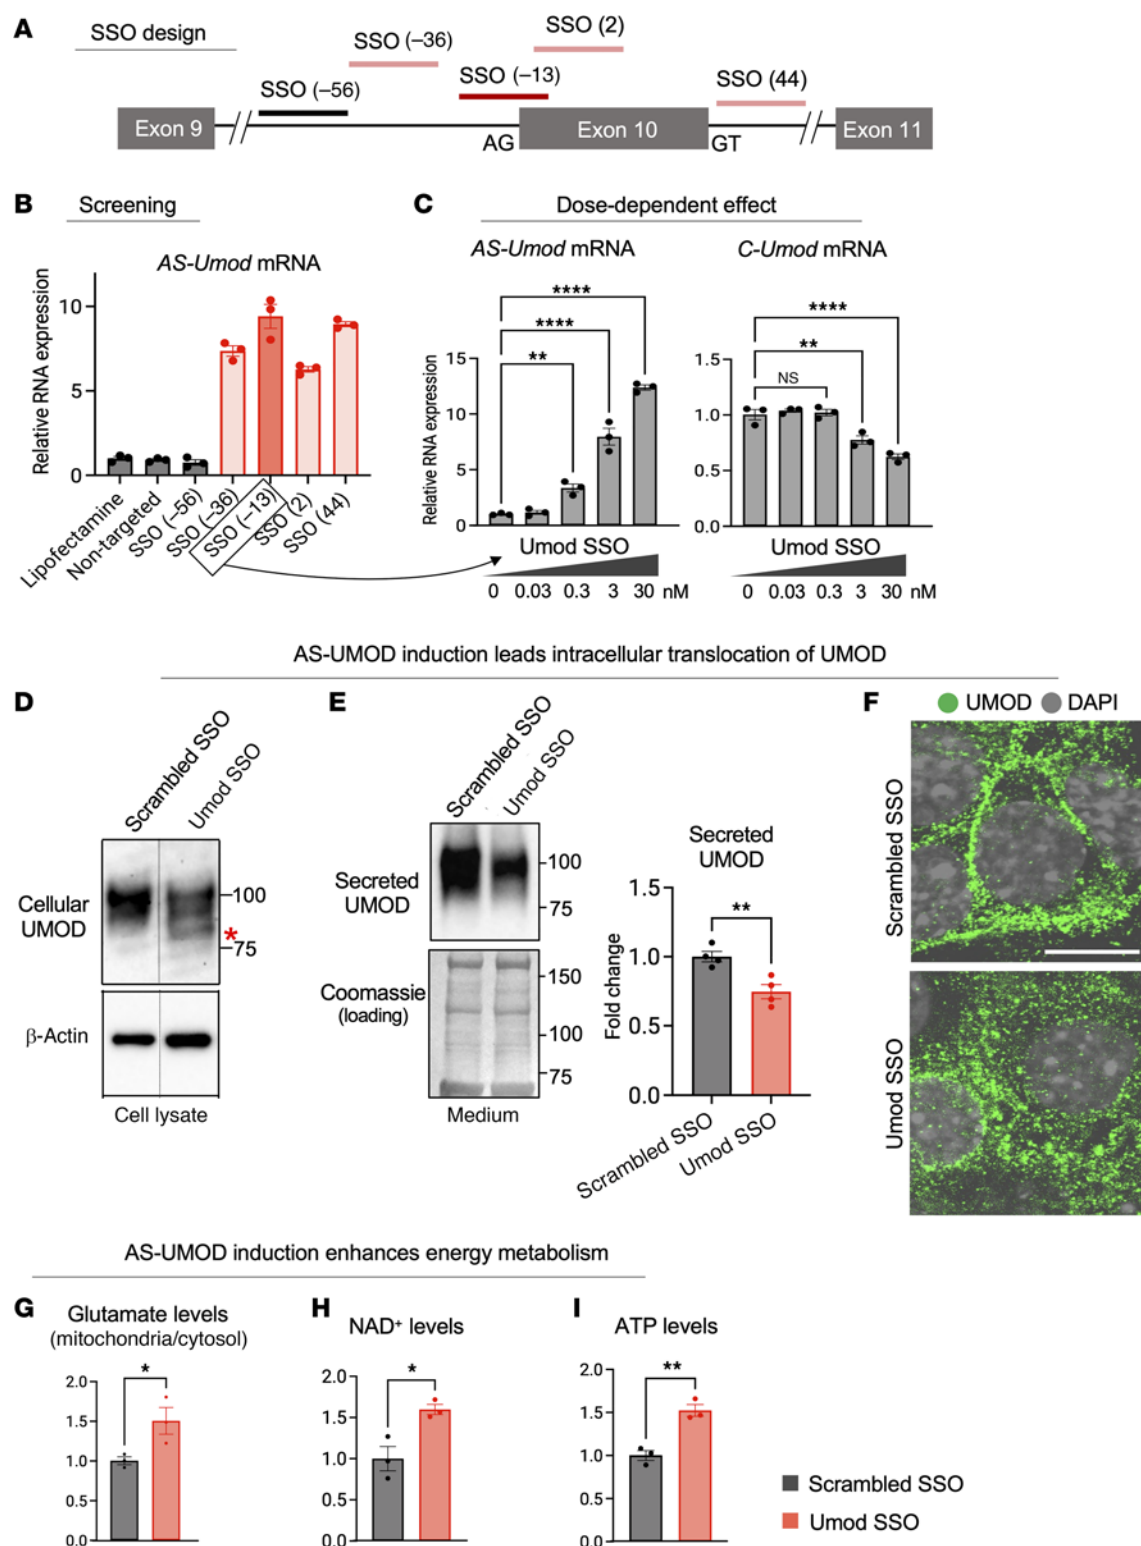 A
SSO design
SSO (–36)
SSO (2)
SSO (–56)
SSO (–13)
SSO (44)
Exon 9
Exon 10
Exon 11
AG
GT
B
Screening
AS-Umod mRNA
Relative RNA expression
10
5
0
Lipofectamine
Non-targeted
SSO (–56)
SSO (–36)
SSO (–13)
SSO (2)
SSO (44)
C
Dose-dependent effect
AS-Umod mRNA
Relative RNA expression
15
10
5
0
**
****
****
Umod SSO
0 0.03 0.3 3 30 nM
C-Umod mRNA
1.5
1.0
0.5
0.0
NS
**
****
Umod SSO
0 0.03 0.3 3 30 nM
AS-UMOD induction leads intracellular translocation of UMOD
D
Scrambled SSO
Umod SSO
Cellular
UMOD
100
*
75
β-Actin
Cell lysate
E
Scrambled SSO
Umod SSO
Secreted
UMOD
100
75
Coomassie
(loading)
150
100
75
Medium
Secreted
UMOD
Fold change
1.5
1.0
0.5
0.0
**
Scrambled SSO
Umod SSO
F
UMOD
DAPI
Scrambled SSO
Umod SSO
AS-UMOD induction enhances energy metabolism
G
Glutamate levels
(mitochondria/cytosol)
2.0
1.5
1.0
0.5
0.0
*
H
NAD⁺ levels
2.0
1.5
1.0
0.5
0.0
*
I
ATP levels
2.0
1.5
1.0
0.5
0.0
**
Scrambled SSO
Umod SSO